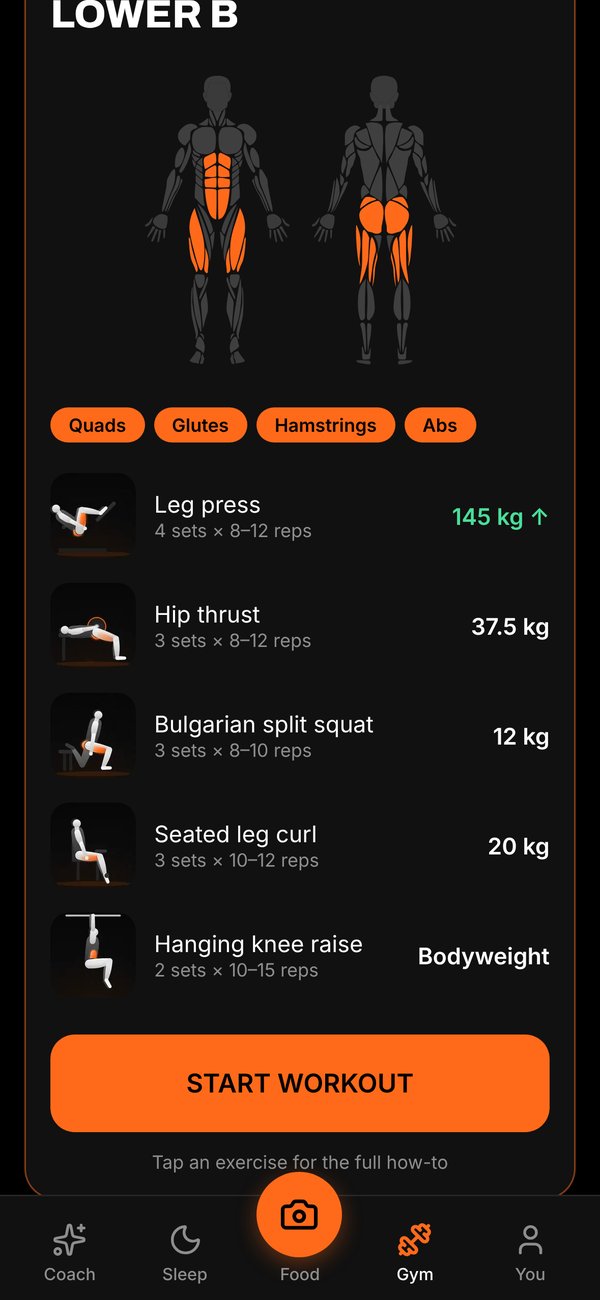 LOWER B
Quads Glutes Hamstrings Abs
Leg press
4 sets × 8–12 reps
145 kg ↑
Hip thrust
3 sets × 8–12 reps
37.5 kg
Bulgarian split squat
3 sets × 8–10 reps
12 kg
Seated leg curl
3 sets × 10–12 reps
20 kg
Hanging knee raise
2 sets × 10–15 reps
Bodyweight
START WORKOUT
Tap an exercise for the full how-to
Coach Sleep Food Gym You